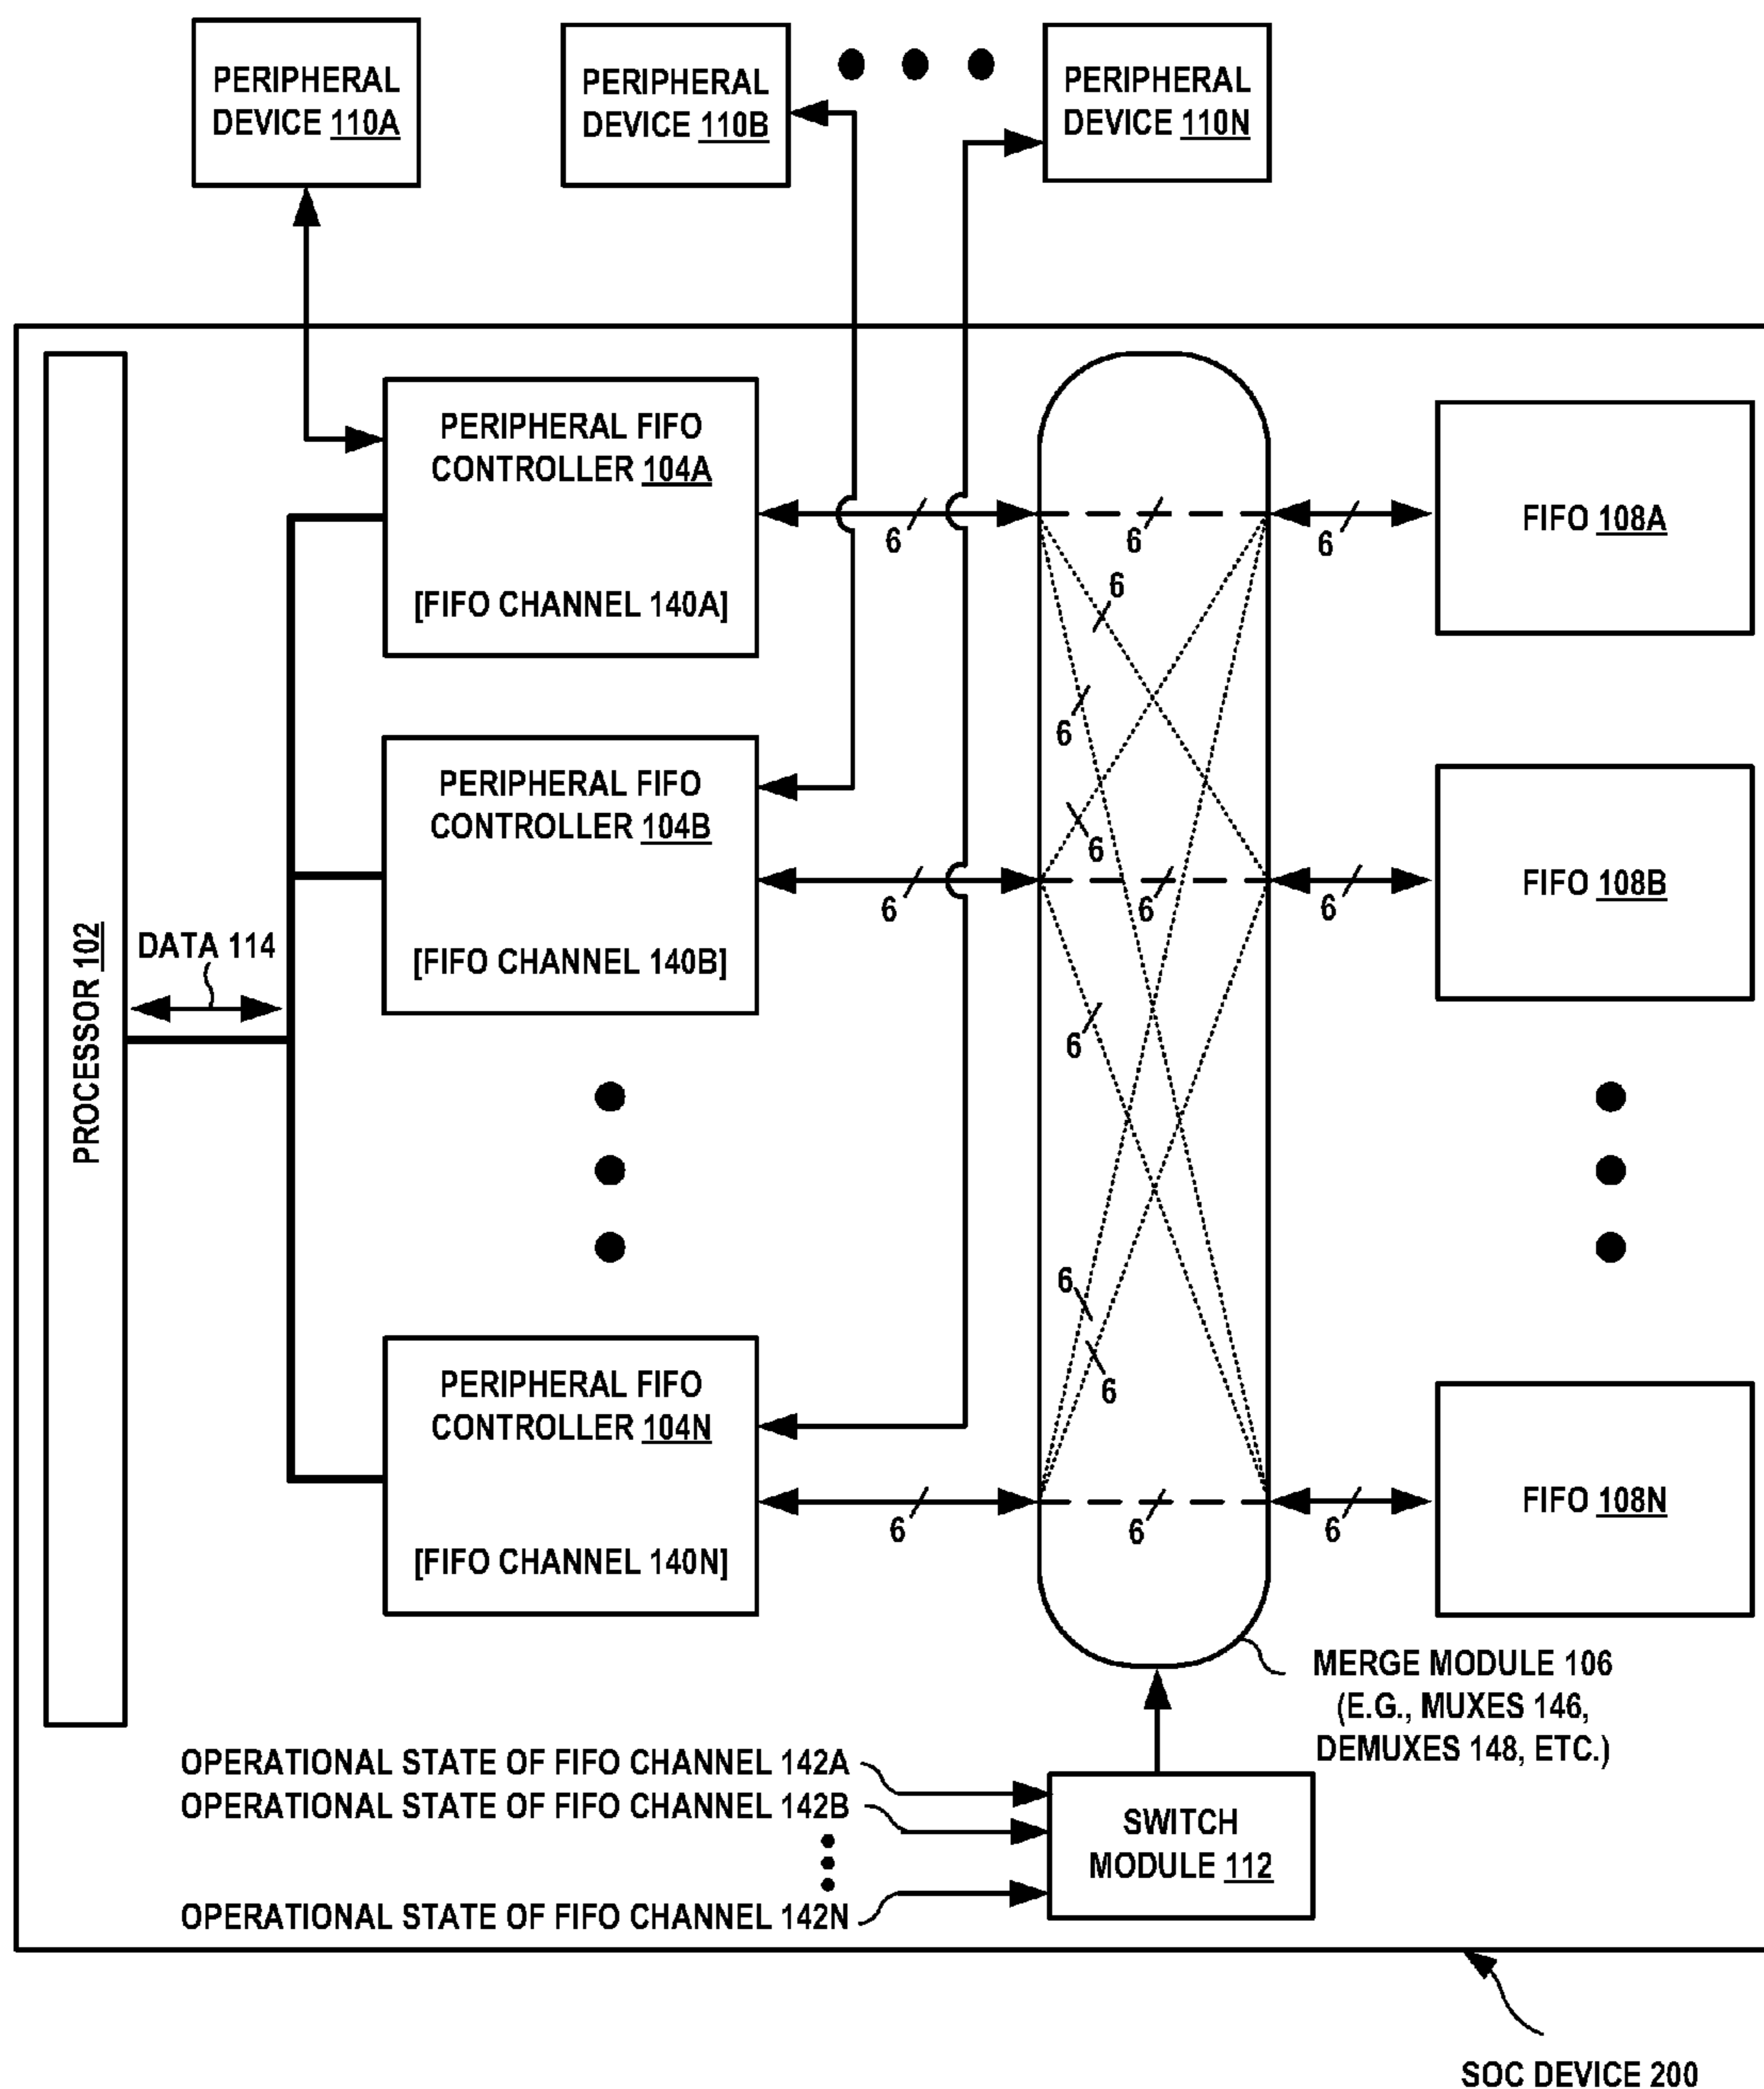 PERIPHERAL
DEVICE 110A
PERIPHERAL
DEVICE 110B
PERIPHERAL
DEVICE 110N
PERIPHERAL FIFO
CONTROLLER 104A
[FIFO CHANNEL 140A]
6
6
6
FIFO 108A
6
6
PERIPHERAL FIFO
CONTROLLER 104B
[FIFO CHANNEL 140B]
6
6
6
6
FIFO 108B
PROCESSOR 102
DATA 114
6
6
6
PERIPHERAL FIFO
CONTROLLER 104N
[FIFO CHANNEL 140N]
6
6
6
FIFO 108N
MERGE MODULE 106
(E.G., MUXES 146,
DEMUXES 148, ETC.)
OPERATIONAL STATE OF FIFO CHANNEL 142A
OPERATIONAL STATE OF FIFO CHANNEL 142B
OPERATIONAL STATE OF FIFO CHANNEL 142N
SWITCH
MODULE 112
SOC DEVICE 200